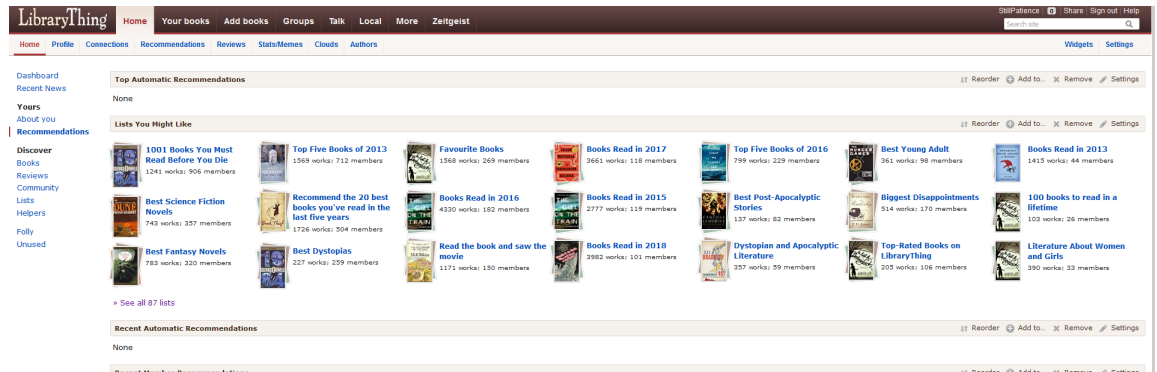 LibraryThing
Home Your books Add books Groups Talk Local More Zeitgeist
StillPatience 0 Share Sign out Help
Search site
Home Profile Connections Recommendations Reviews Stats/Memes Clouds Authors
Widgets Settings
Dashboard
Recent News
Yours
About you
Recommendations
Discover
Books
Reviews
Community
Lists
Helpers
Folly
Unused
Top Automatic Recommendations
Reorder Add to... Remove Settings
None
Lists You Might Like
Reorder Add to... Remove Settings
1001 Books You Must
Read Before You Die
1241 works; 906 members
Top Five Books of 2013
1569 works; 712 members
Favourite Books
1568 works; 269 members
Books Read in 2017
3661 works; 118 members
Top Five Books of 2016
799 works; 229 members
Best Young Adult
361 works; 98 members
Books Read in 2013
1415 works; 44 members
Best Science Fiction
Novels
743 works; 357 members
Recommend the 20 best
books you've read in the
last five years
1726 works; 504 members
Books Read in 2016
4330 works; 182 members
Books Read in 2015
2777 works; 119 members
Best Post-Apocalyptic
Stories
137 works; 82 members
Biggest Disappointments
514 works; 170 members
100 books to read in a
lifetime
103 works; 26 members
Best Fantasy Novels
783 works; 320 members
Best Dystopias
227 works; 259 members
Read the book and saw the
movie
1171 works; 150 members
Books Read in 2018
3982 works; 101 members
Dystopian and Apocalyptic
Literature
357 works; 59 members
Top-Rated Books on
LibraryThing
205 works; 106 members
Literature About Women
and Girls
390 works; 33 members
» See all 87 lists
Recent Automatic Recommendations
Reorder Add to... Remove Settings
None